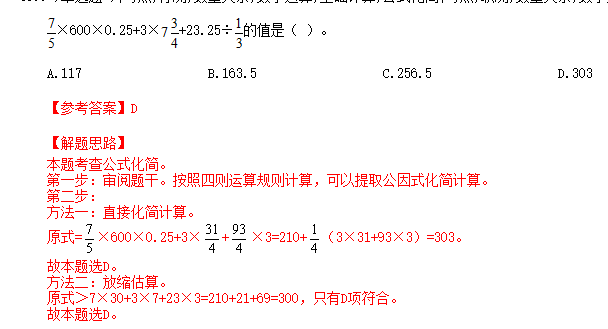 7/5×600×0.25+3×7 3/4+23.25÷1/3的值是( )。
A.117 B.163.5 C.256.5 D.303
【参考答案】D
【解题思路】
本题考查公式化简。
第一步:审阅题干。按照四则运算规则计算,可以提取公因式化简计算。
第二步:
方法一:直接化简计算。
原式=7/5×600×0.25+3×31/4+93/4×3=210+1/4(3×31+93×3)=303。
故本题选D。
方法二:放缩估算。
原式>7×30+3×7+23×3=210+21+69=300,只有D项符合。
故本题选D。